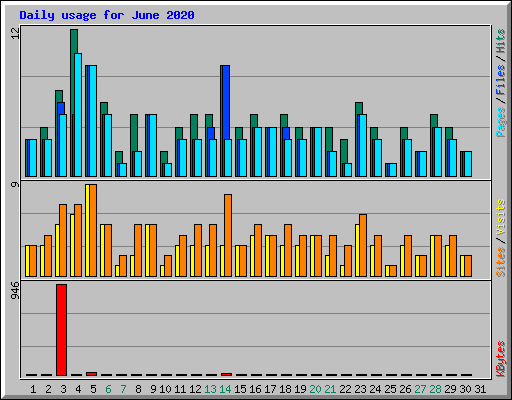 Daily usage for June 2020
12
Pages / Files / Hits
9
Sites / Visits
946
KBytes
1 2 3 4 5 6 7 8 9 10 11 12 13 14 15 16 17 18 19 20 21 22 23 24 25 26 27 28 29 30 31